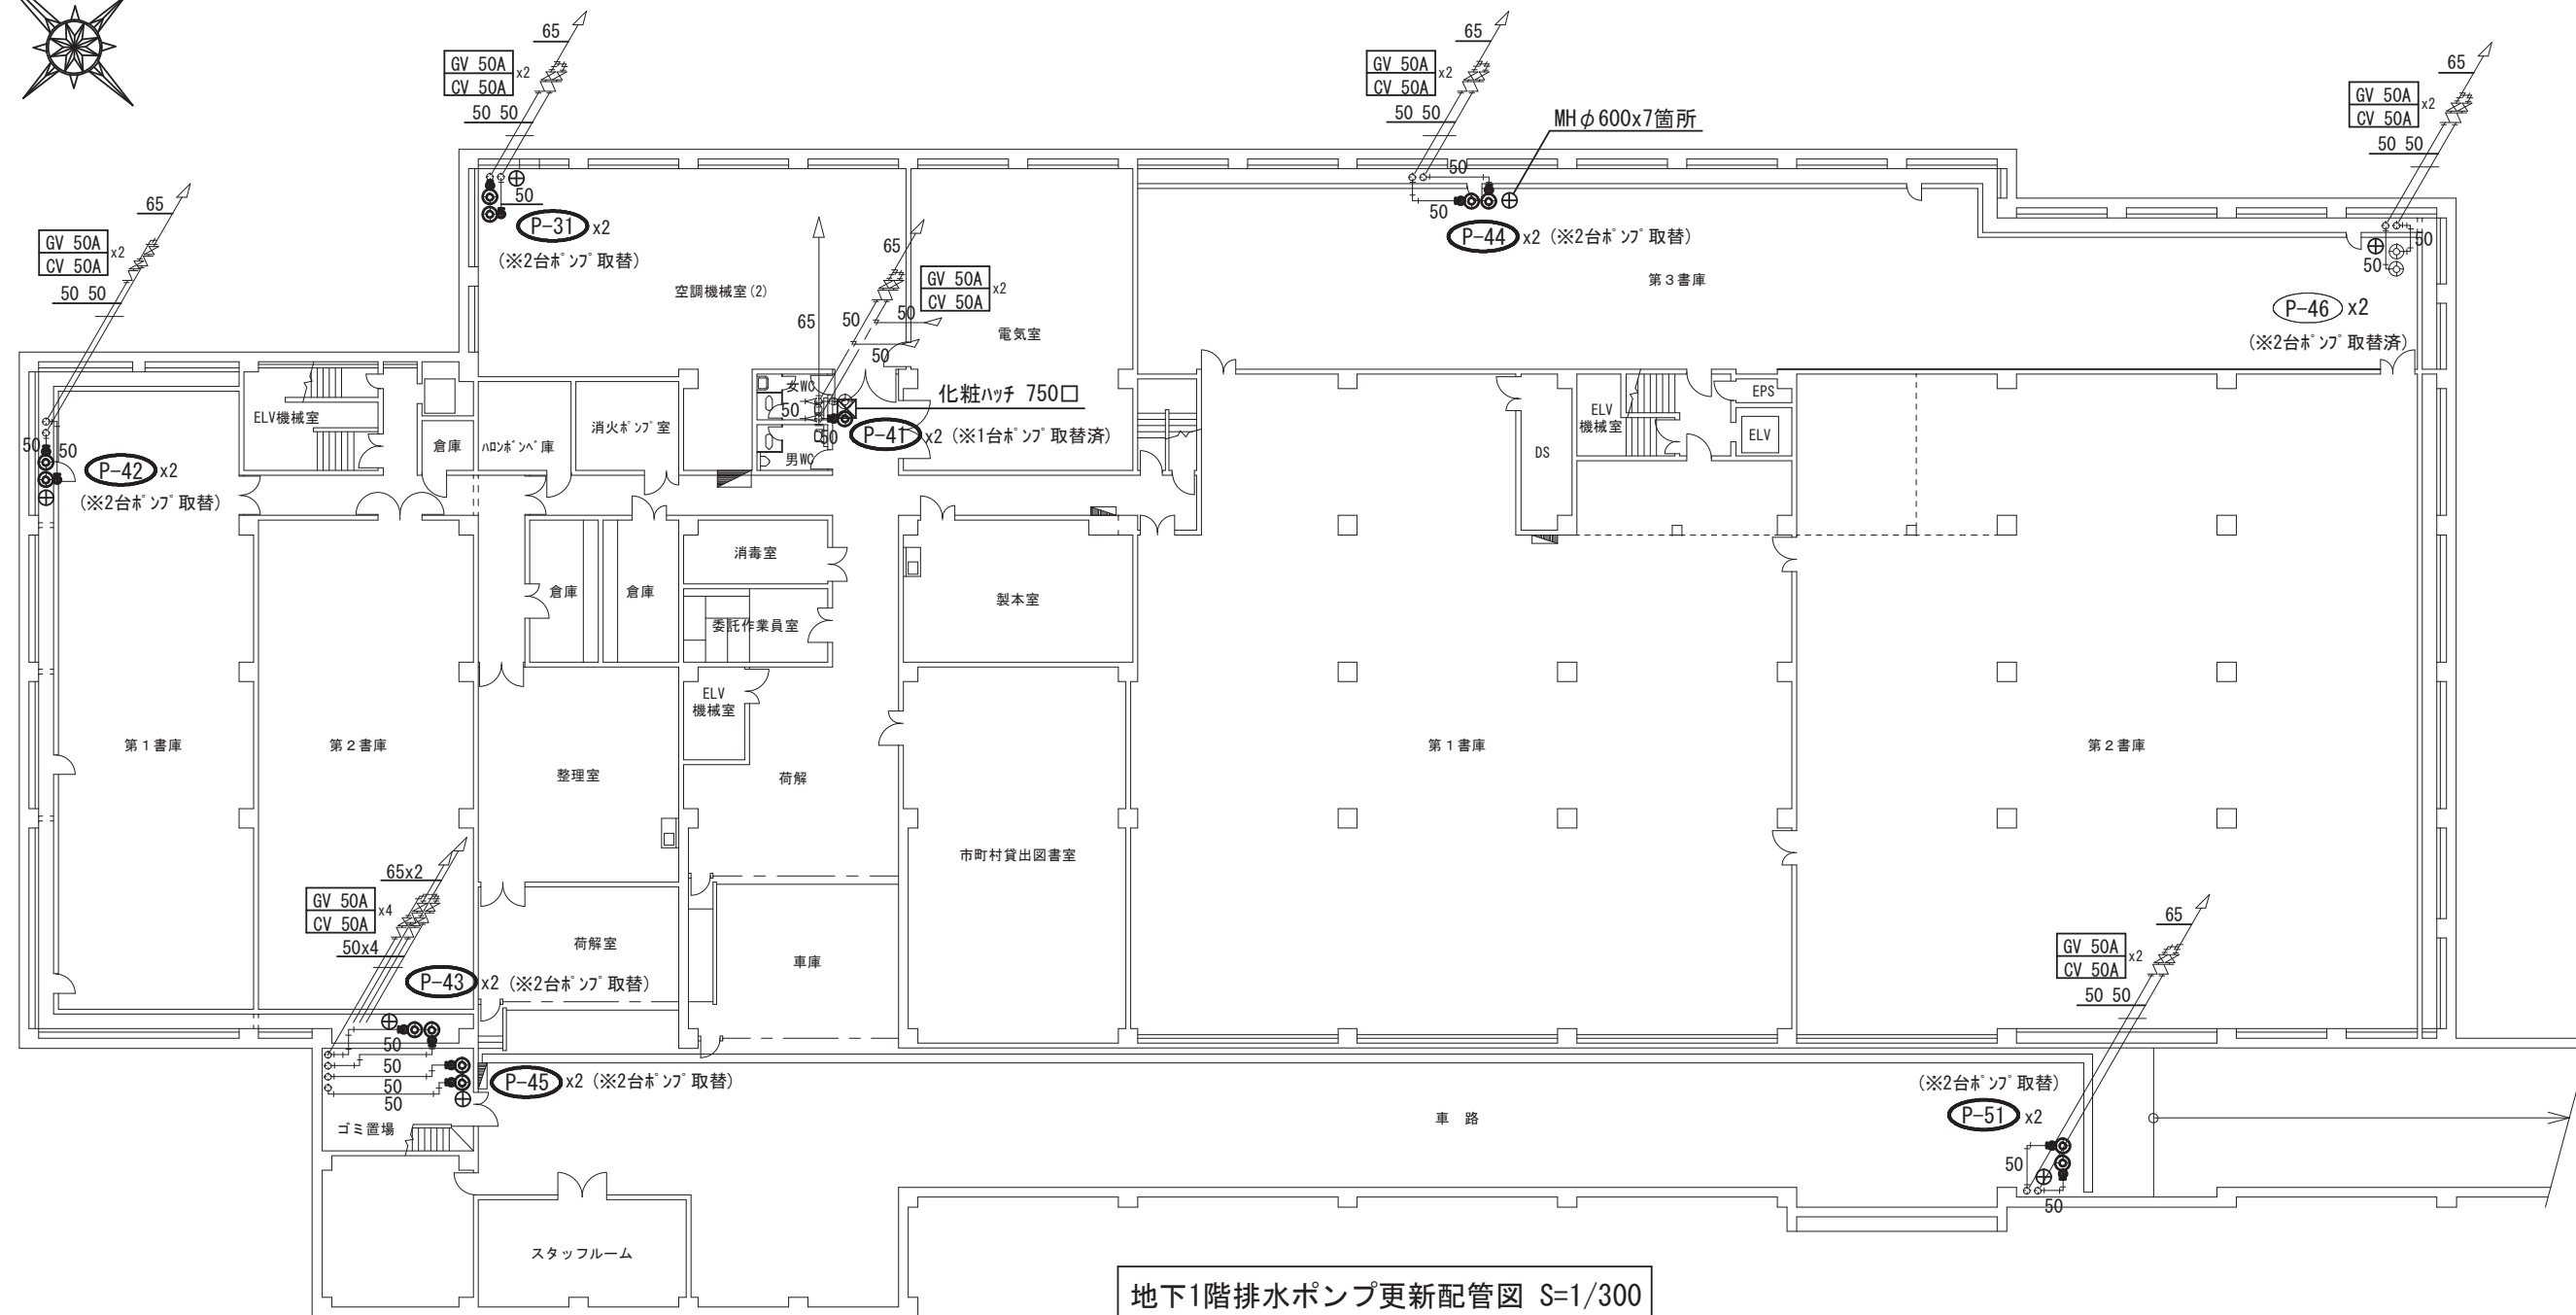 65
GV 50A
CV 50A
x2
50 50
65
GV 50A
CV 50A
x2
50 50
MHφ600x7箇所
65
GV 50A
CV 50A
x2
50 50
65
GV 50A
CV 50A
x2
50 50
50
P-31 x2
(※2台ﾎﾟﾝﾌﾟ取替)
空調機械室(2)
65
65
GV 50A
CV 50A
x2
50
50
50
電気室
50
50
P-44 x2 (※2台ﾎﾟﾝﾌﾟ取替)
第3書庫
50
50
P-46 x2
(※2台ﾎﾟﾝﾌﾟ取替済)
ELV機械室
倉庫
ﾊﾛﾝﾎﾞﾝﾍﾞ庫
消火ﾎﾟﾝﾌﾟ室
女WC
50
50
男WC
化粧ﾊｯﾁ 750口
P-41 x2 (※1台ﾎﾟﾝﾌﾟ取替済)
DS
ELV
機械室
EPS
ELV
50
50
P-42 x2
(※2台ﾎﾟﾝﾌﾟ取替)
倉庫
倉庫
消毒室
委託作業員室
製本室
ELV
機械室
第1書庫
第2書庫
整理室
荷解
第1書庫
第2書庫
市町村貸出図書室
65x2
GV 50A
CV 50A
x4
50x4
P-43 x2 (※2台ﾎﾟﾝﾌﾟ取替)
荷解室
車庫
65
GV 50A
CV 50A
x2
50 50
50
50
50
50
P-45 x2 (※2台ﾎﾟﾝﾌﾟ取替)
ゴミ置場
車 路
(※2台ﾎﾟﾝﾌﾟ取替)
P-51 x2
50
50
スタッフルーム
地下1階排水ポンプ更新配管図 S=1/300